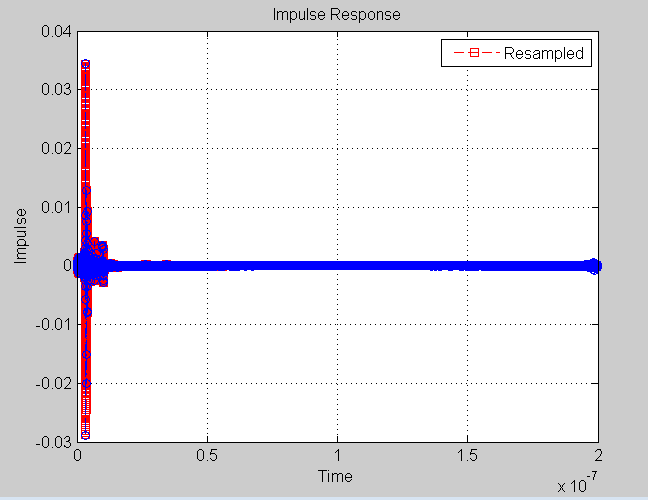 Impulse Response
Resampled
0.04
0.03
0.02
0.01
0
-0.01
-0.02
-0.03
Impulse
0 0.5 1 1.5 2
Time
x 10-7